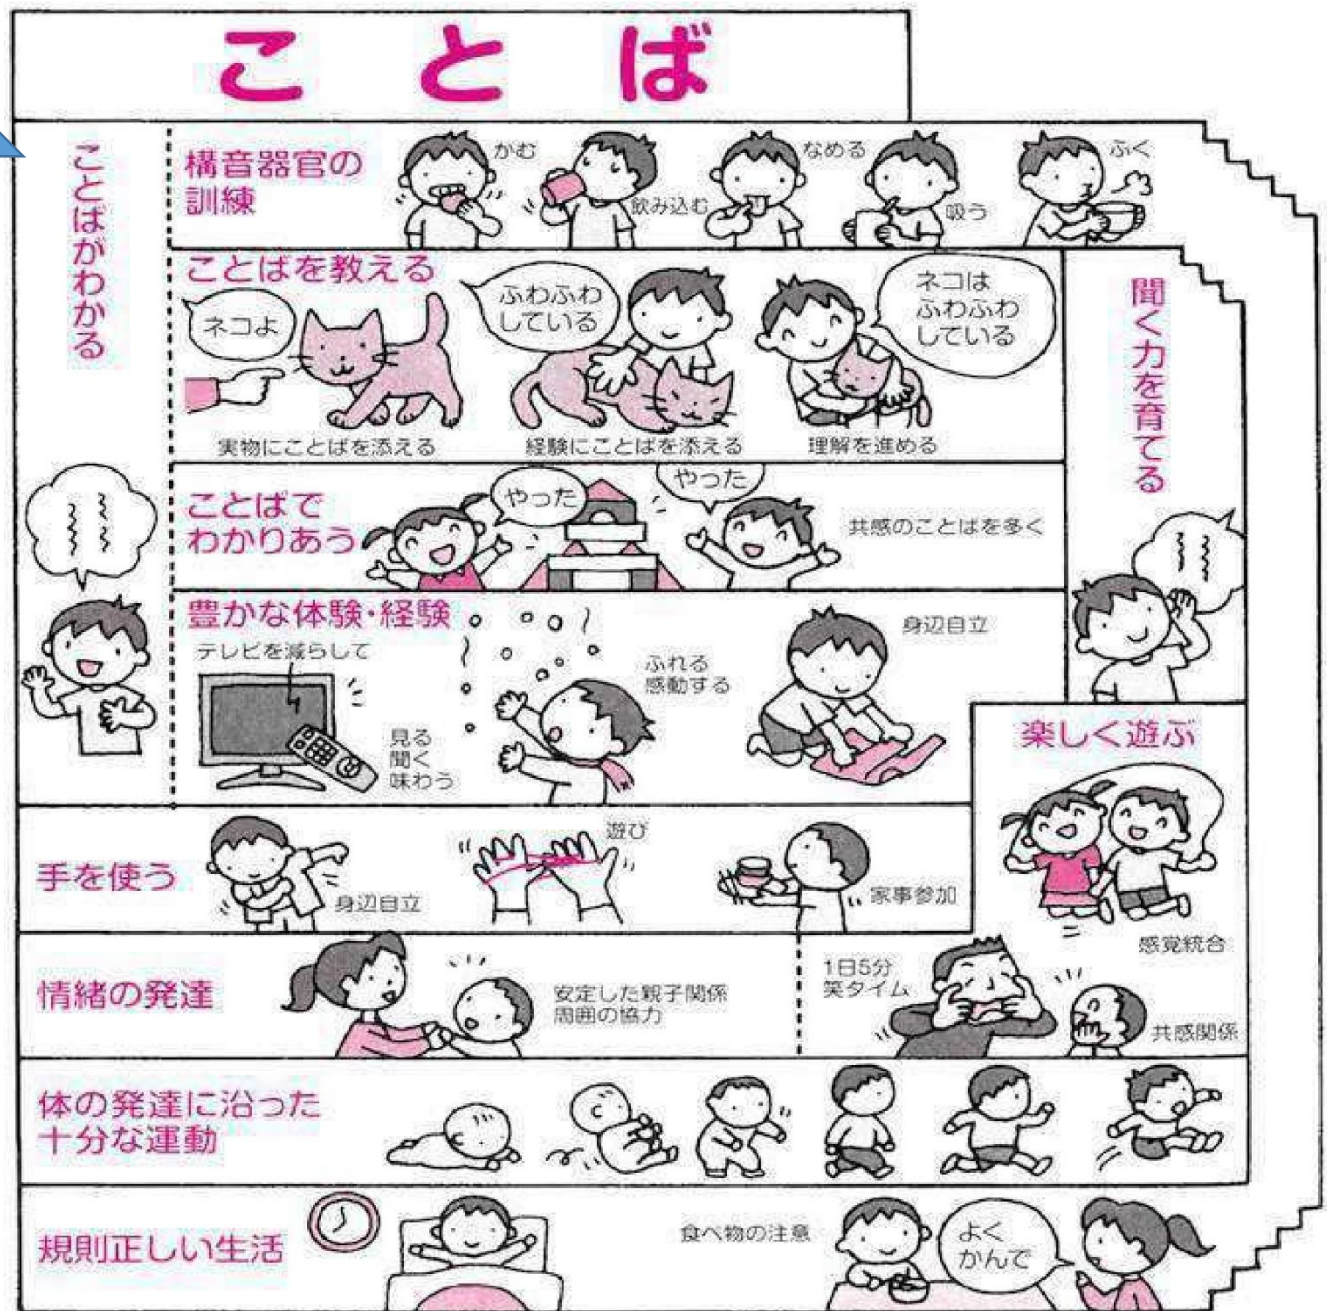 ことば
ことばがわかる
構音器官の
訓練
かむ
飲み込む
なめる
吸う
ふく
ことばを教える
ネコよ
ふわふわ
している
ネコは
ふわふわ
している
実物にことばを添える
経験にことばを添える
理解を進める
聞く力を育てる
ことばで
わかりあう
やった
やった
共感のことばを多く
豊かな体験・経験
テレビを減らして
見る
聞く
味わう
ふれる
感動する
身辺自立
楽しく遊ぶ
感覚統合
手を使う
身辺自立
遊び
家事参加
情緒の発達
安定した親子関係
周囲の協力
1日5分
笑タイム
共感関係
体の発達に沿った
十分な運動
規則正しい生活
食べ物の注意
よく
かんで